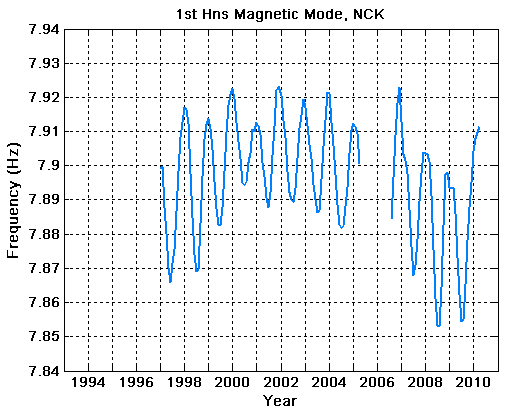 1st Hns Magnetic Mode, NCK
7.94
7.93
7.92
7.91
7.9
7.89
7.88
7.87
7.86
7.85
7.84
Frequency (Hz)
1994 1996 1998 2000 2002 2004 2006 2008 2010
Year